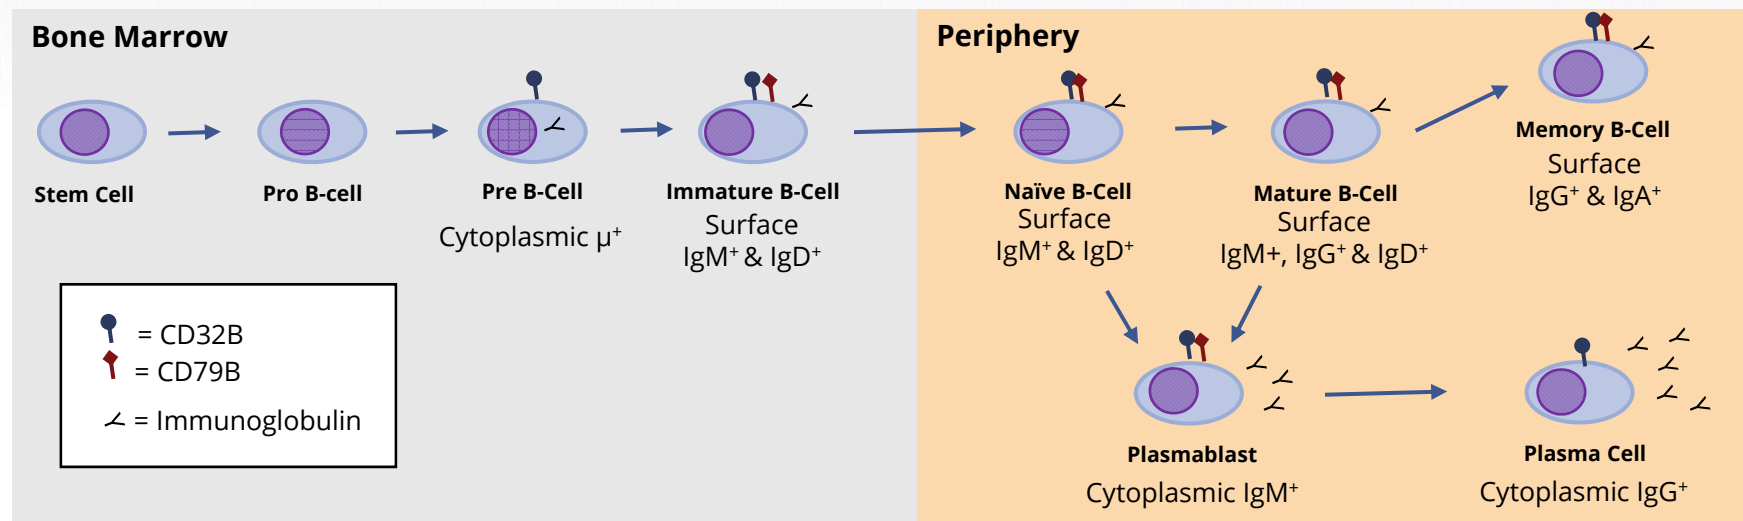 Bone Marrow
Periphery
Stem Cell
Pro B-cell
Pre B-Cell
Cytoplasmic µ⁺
Immature B-Cell
Surface
IgM⁺ & IgD⁺
Naïve B-Cell
Surface
IgM⁺ & IgD⁺
Mature B-Cell
Surface
IgM+, IgG⁺ & IgD⁺
Memory B-Cell
Surface
IgG⁺ & IgA⁺
= CD32B
= CD79B
= Immunoglobulin
Plasmablast
Cytoplasmic IgM⁺
Plasma Cell
Cytoplasmic IgG⁺